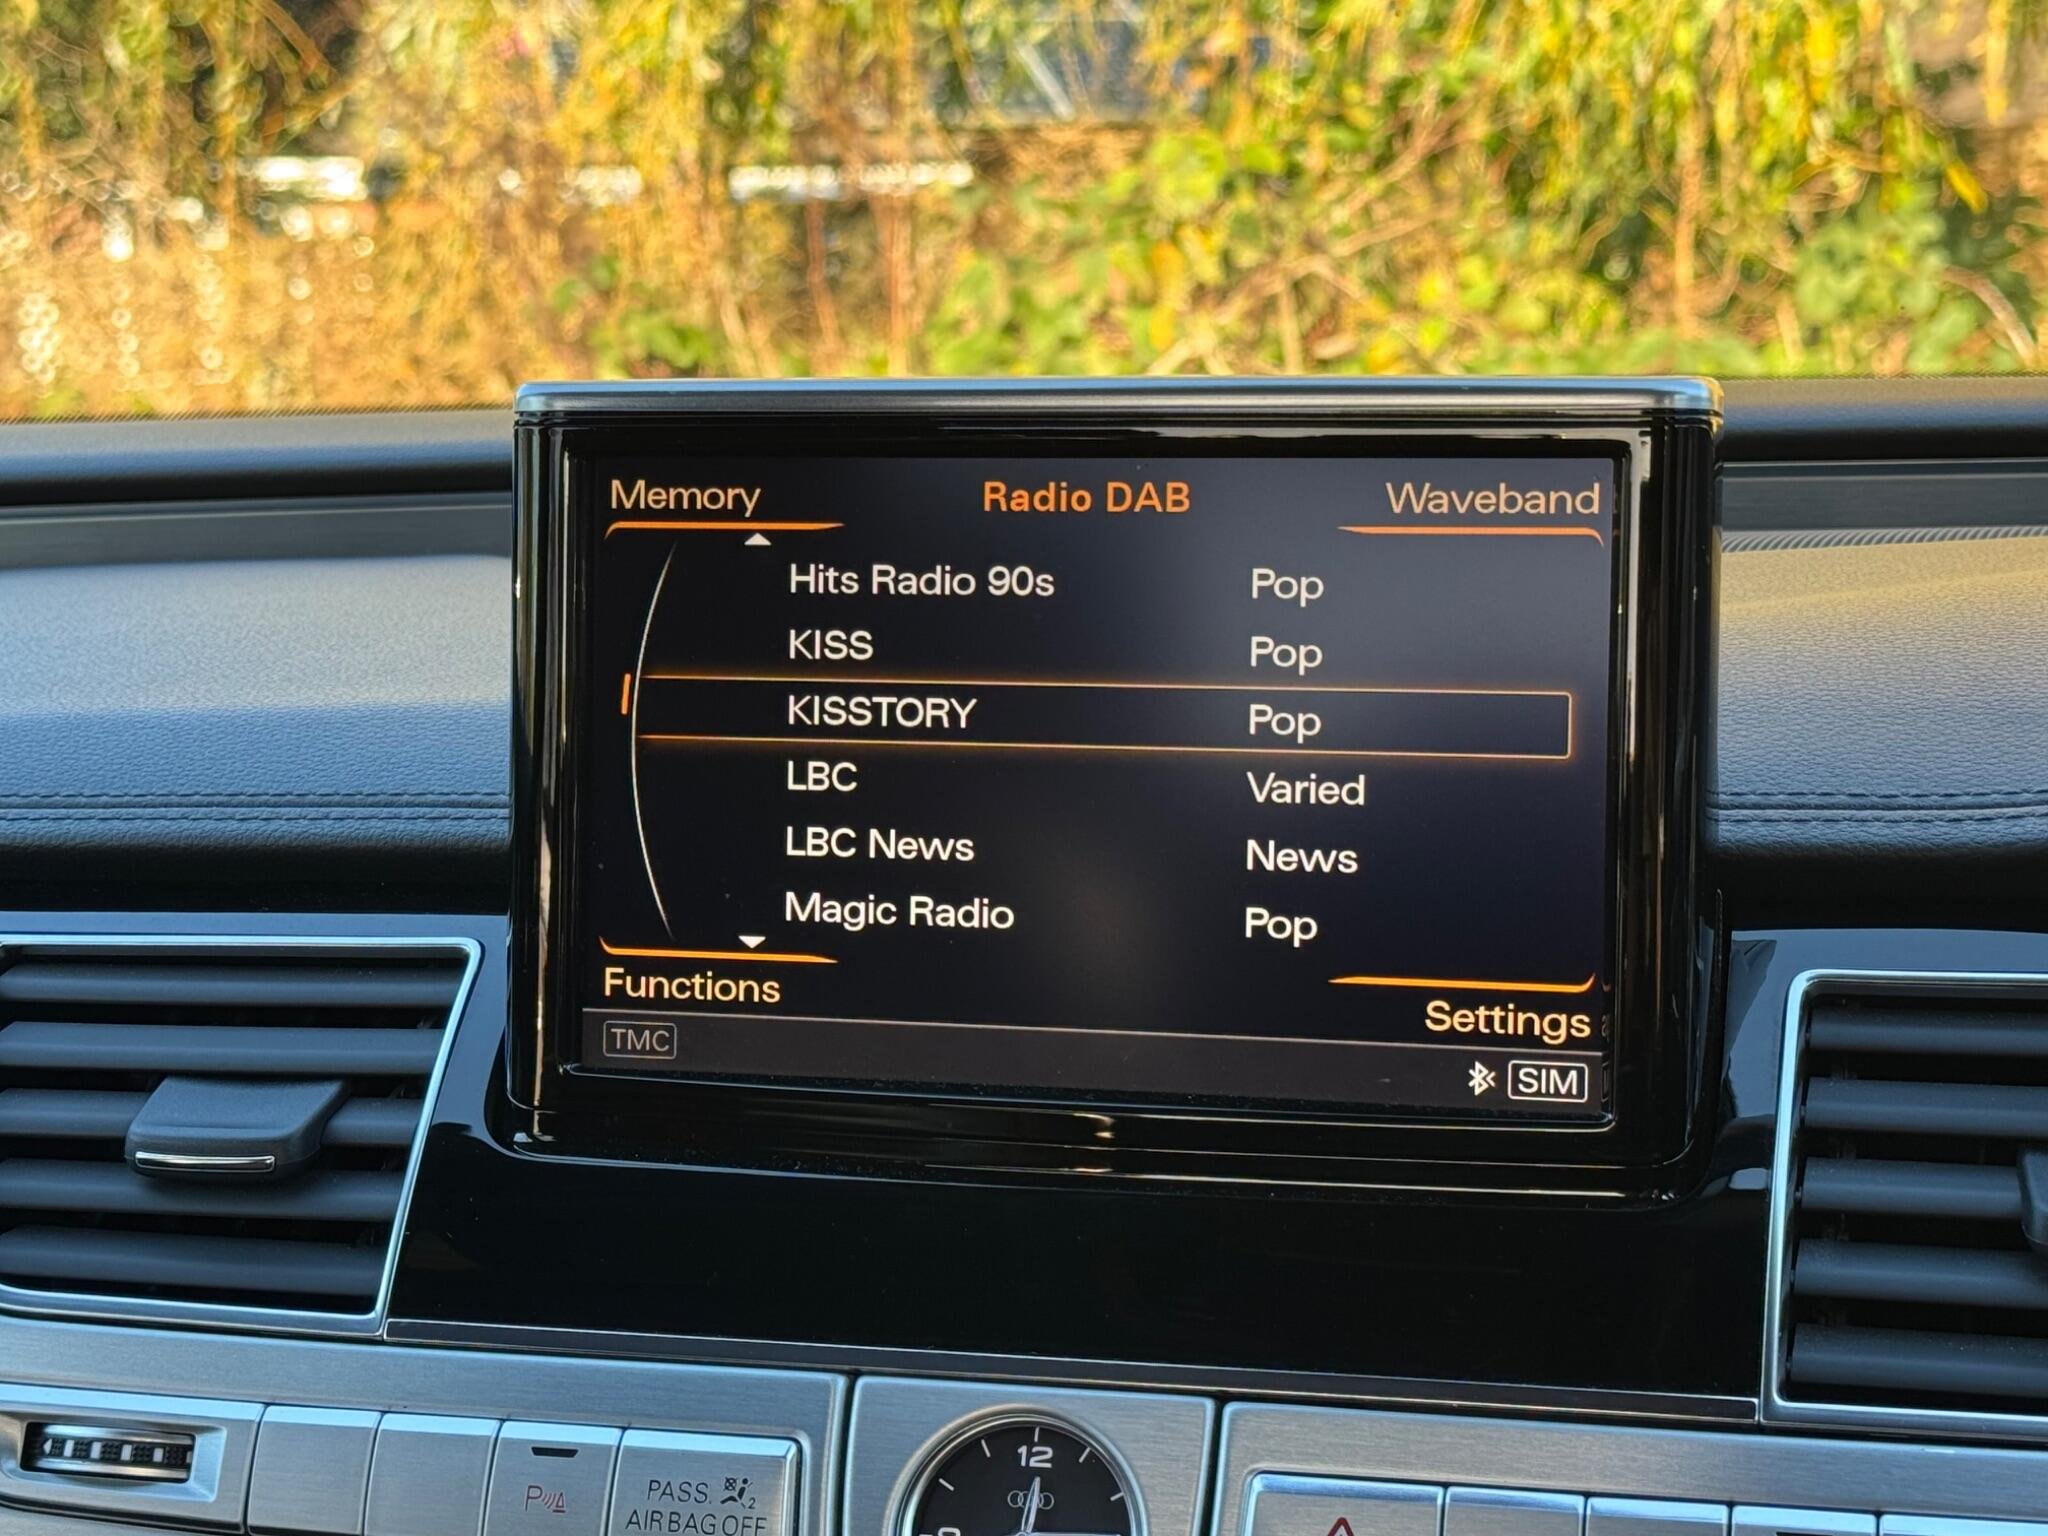 Memory Radio DAB Waveband
Hits Radio 90s Pop
KISS Pop
KISSTORY Pop
LBC Varied
LBC News News
Magic Radio Pop
Functions
Settings
TMC
SIM
P
PASS.
2
AIRBAG OFF
12